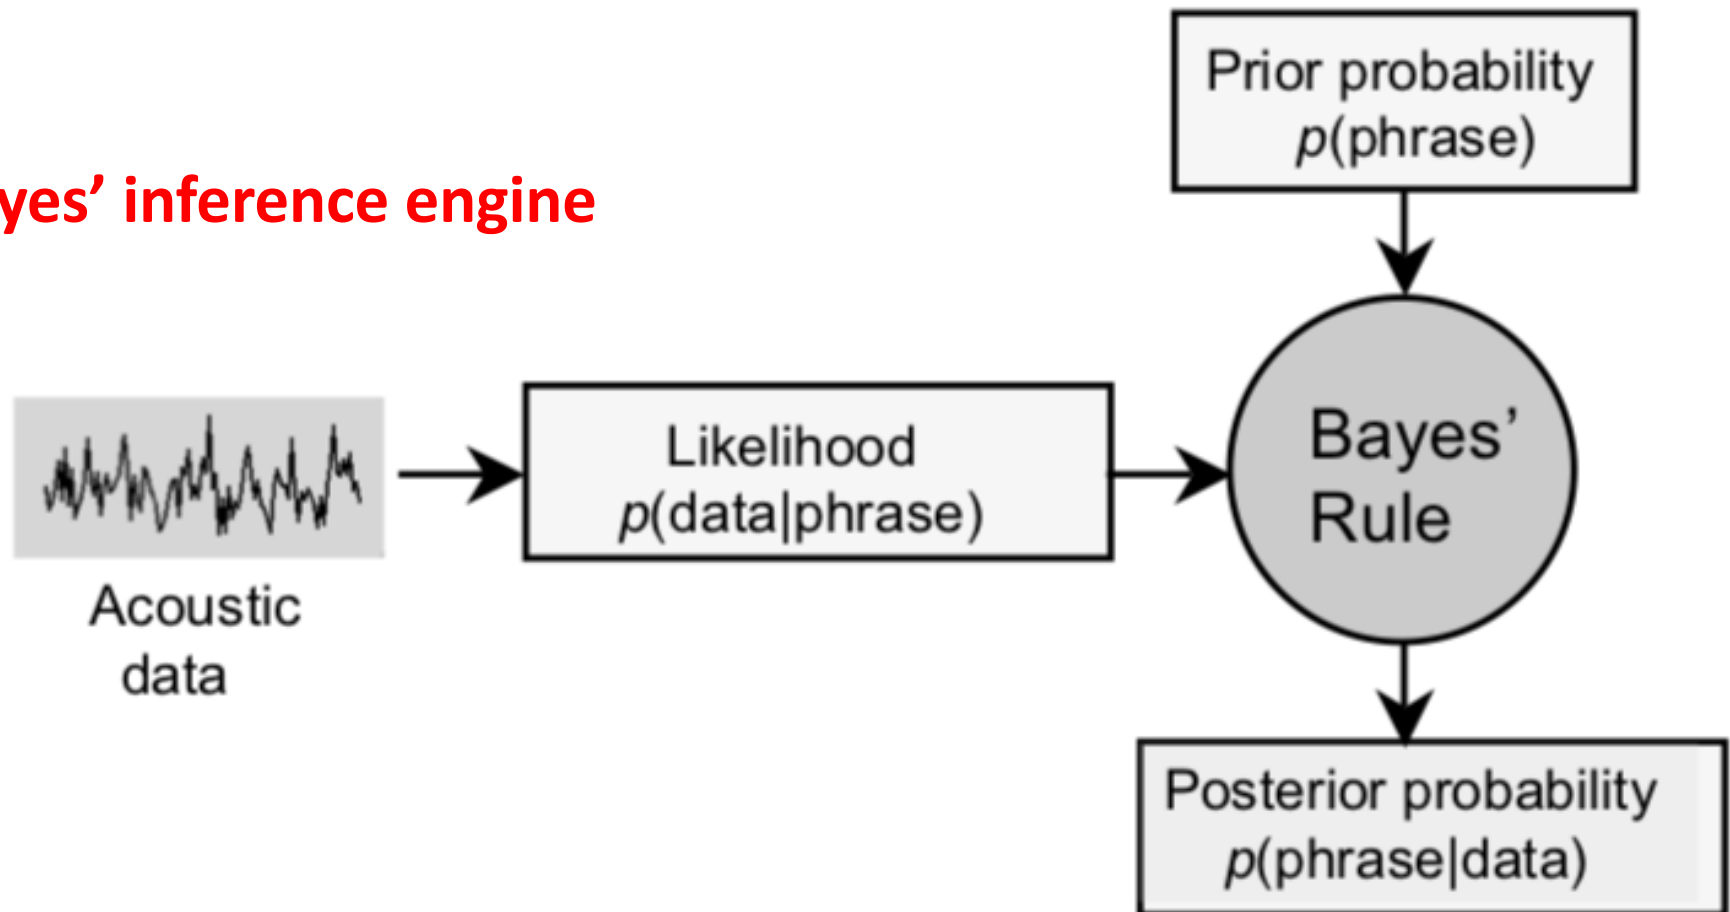 Prior probability
p(phrase)
yes’ inference engine
Likelihood
p(data|phrase)
Bayes’
Rule
Acoustic
data
Posterior probability
p(phrase|data)